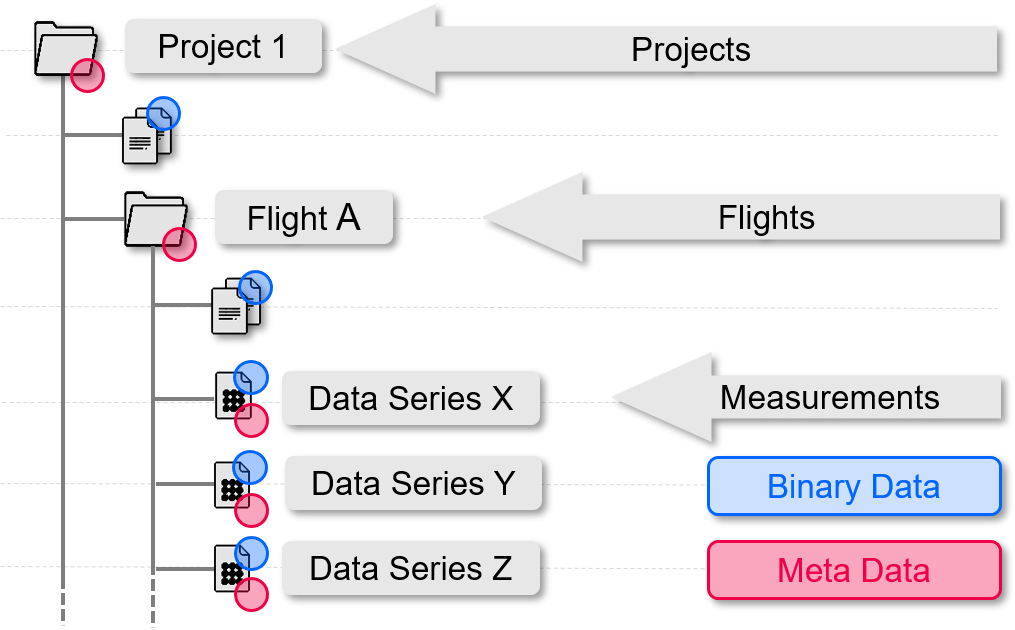 Project 1
Projects
Flight A
Flights
Data Series X
Measurements
Data Series Y
Binary Data
Data Series Z
Meta Data